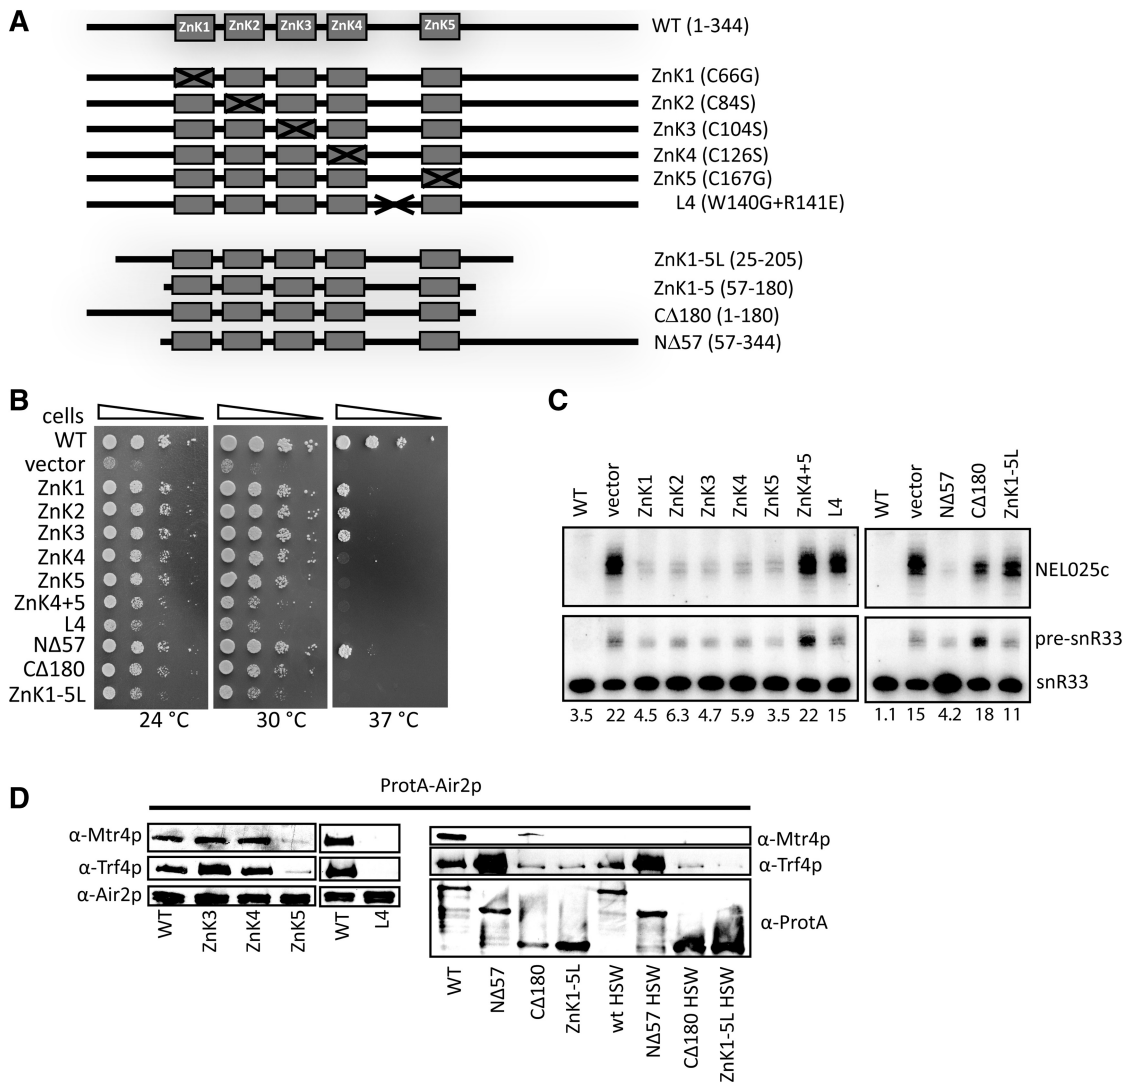 A
ZnK1 ZnK2 ZnK3 ZnK4 ZnK5 WT (1-344)
ZnK1 (C66G)
ZnK2 (C84S)
ZnK3 (C104S)
ZnK4 (C126S)
ZnK5 (C167G)
L4 (W140G+R141E)
ZnK1-5L (25-205)
ZnK1-5 (57-180)
CΔ180 (1-180)
NΔ57 (57-344)
B
cells
WT
vector
ZnK1
ZnK2
ZnK3
ZnK4
ZnK5
ZnK4+5
L4
NΔ57
CΔ180
ZnK1-5L
24 °C 30 °C 37 °C
C
WT vector ZnK1 ZnK2 ZnK3 ZnK4 ZnK5 ZnK4+5 L4 WT vector NΔ57 CΔ180 ZnK1-5L
NEL025c
pre-snR33
snR33
3.5 22 4.5 6.3 4.7 5.9 3.5 22 15 1.1 15 4.2 18 11
D
ProtA-Air2p
α-Mtr4p
α-Trf4p
α-Air2p
WT ZnK3 ZnK4 ZnK5 WT L4
α-Mtr4p
α-Trf4p
α-ProtA
WT NΔ57 CΔ180 ZnK1-5L wt HSW NΔ57 HSW CΔ180 HSW ZnK1-5L HSW